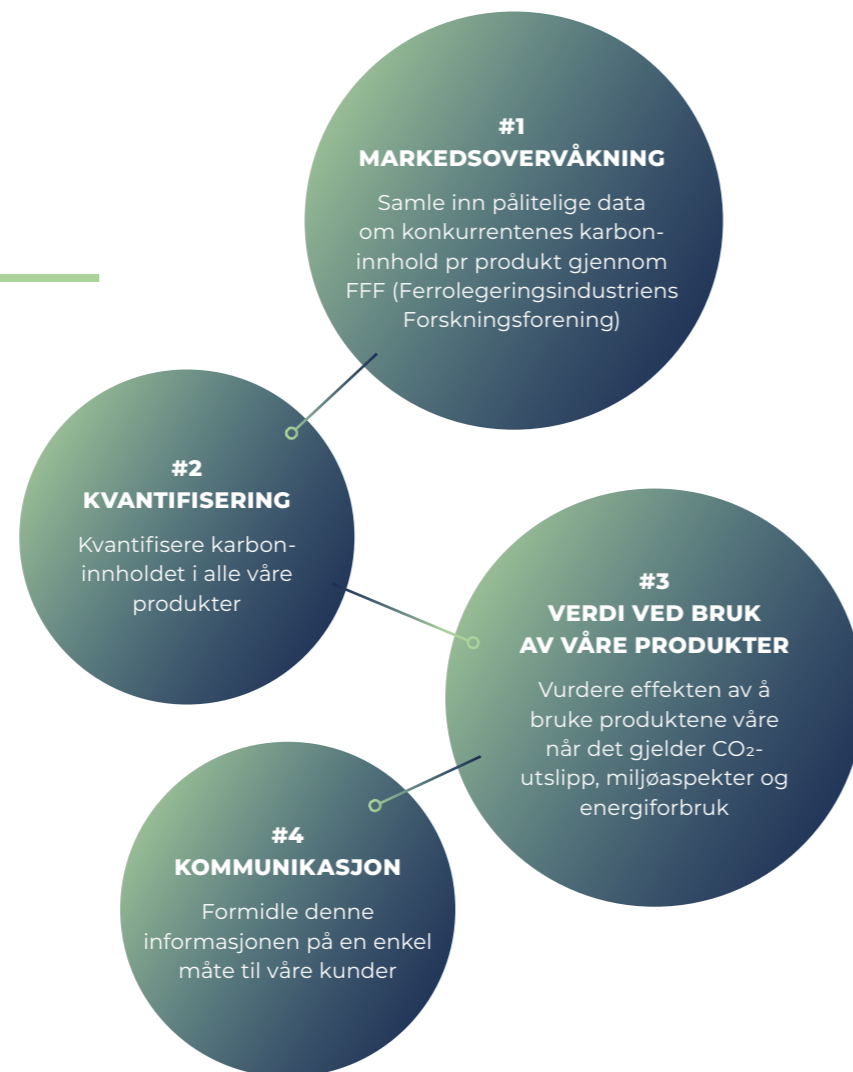 #1
MARKEDSOVERVÅKNING
Samle inn pålitelige data
om konkurrentenes karbon-
innhold pr produkt gjennom
FFF (Ferrolegeringsindustriens
Forskningsforening)
#2
KVANTIFISERING
Kvantifisere karbon-
innholdet i alle våre
produkter
#3
VERDI VED BRUK
AV VÅRE PRODUKTER
Vurdere effekten av å
bruke produktene våre
når det gjelder CO₂-
utslipp, miljøaspekter og
energiforbruk
#4
KOMMUNIKASJON
Formidle denne
informasjonen på en enkel
måte til våre kunder